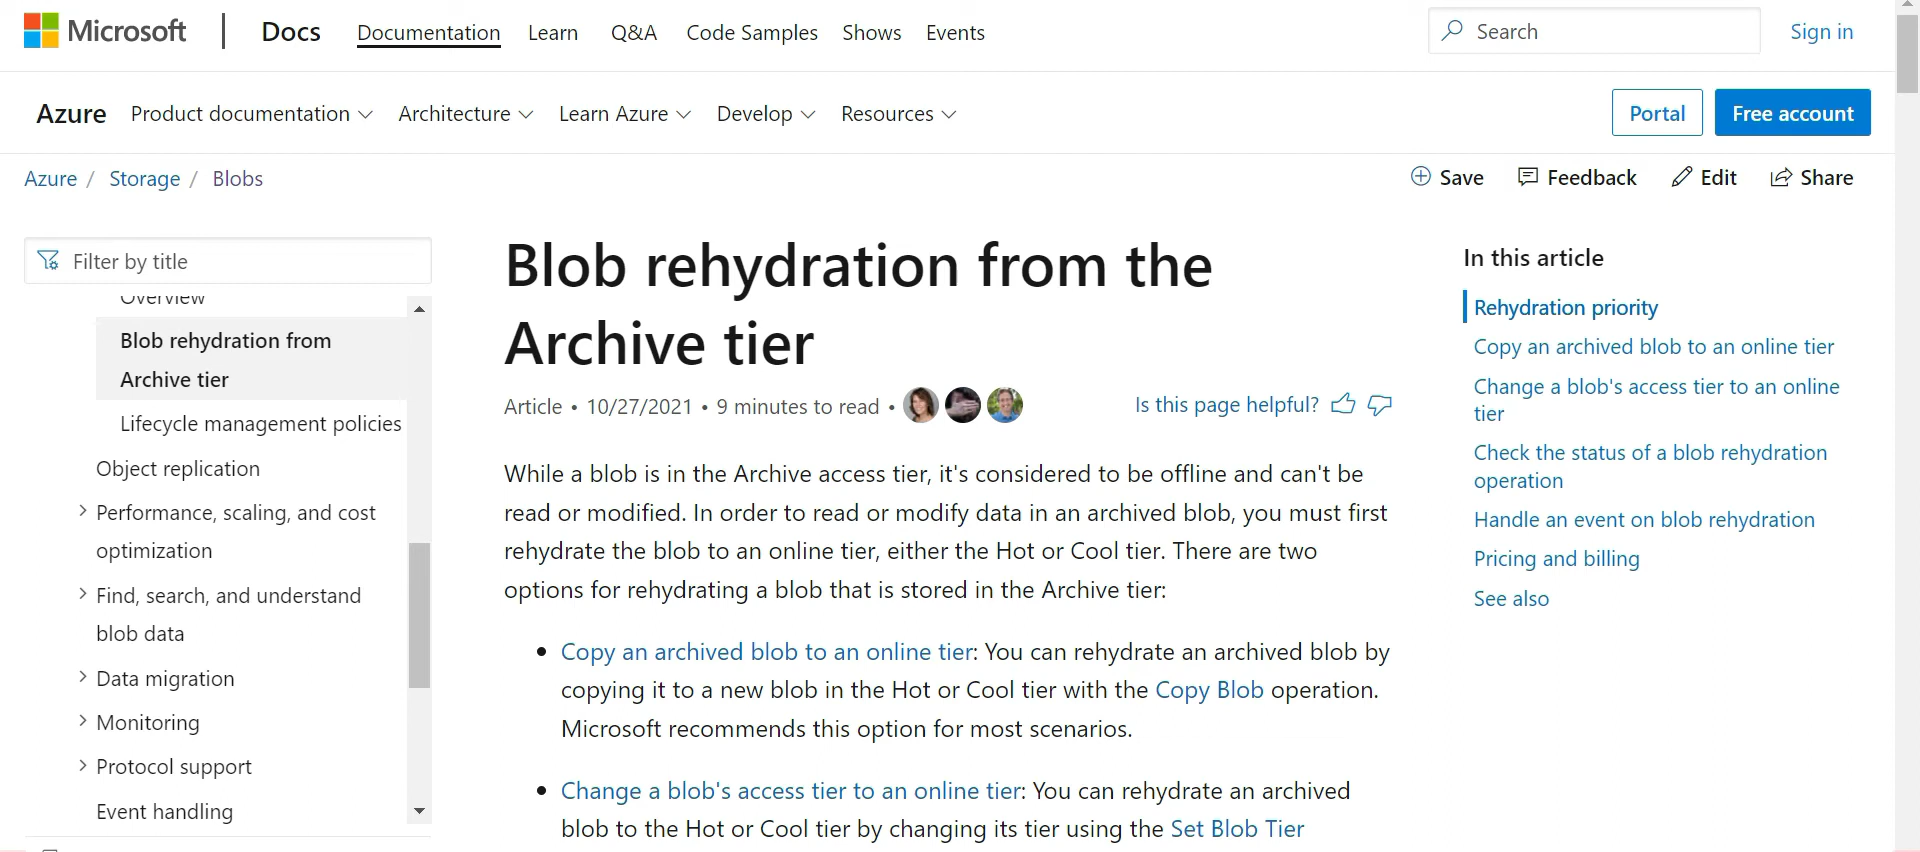 Microsoft Docs Documentation Learn Q&A Code Samples Shows Events Search Sign in
Azure Product documentation Architecture Learn Azure Develop Resources Portal Free account
Azure / Storage / Blobs Save Feedback Edit Share
Filter by title
Overview
Blob rehydration from
Archive tier
Lifecycle management policies
Object replication
Performance, scaling, and cost
optimization
Find, search, and understand
blob data
Data migration
Monitoring
Protocol support
Event handling
Blob rehydration from the
Archive tier
Article • 10/27/2021 • 9 minutes to read •
Is this page helpful?
While a blob is in the Archive access tier, it's considered to be offline and can't be
read or modified. In order to read or modify data in an archived blob, you must first
rehydrate the blob to an online tier, either the Hot or Cool tier. There are two
options for rehydrating a blob that is stored in the Archive tier:
• Copy an archived blob to an online tier: You can rehydrate an archived blob by
copying it to a new blob in the Hot or Cool tier with the Copy Blob operation.
Microsoft recommends this option for most scenarios.
• Change a blob's access tier to an online tier: You can rehydrate an archived
blob to the Hot or Cool tier by changing its tier using the Set Blob Tier
In this article
Rehydration priority
Copy an archived blob to an online tier
Change a blob's access tier to an online
tier
Check the status of a blob rehydration
operation
Handle an event on blob rehydration
Pricing and billing
See also